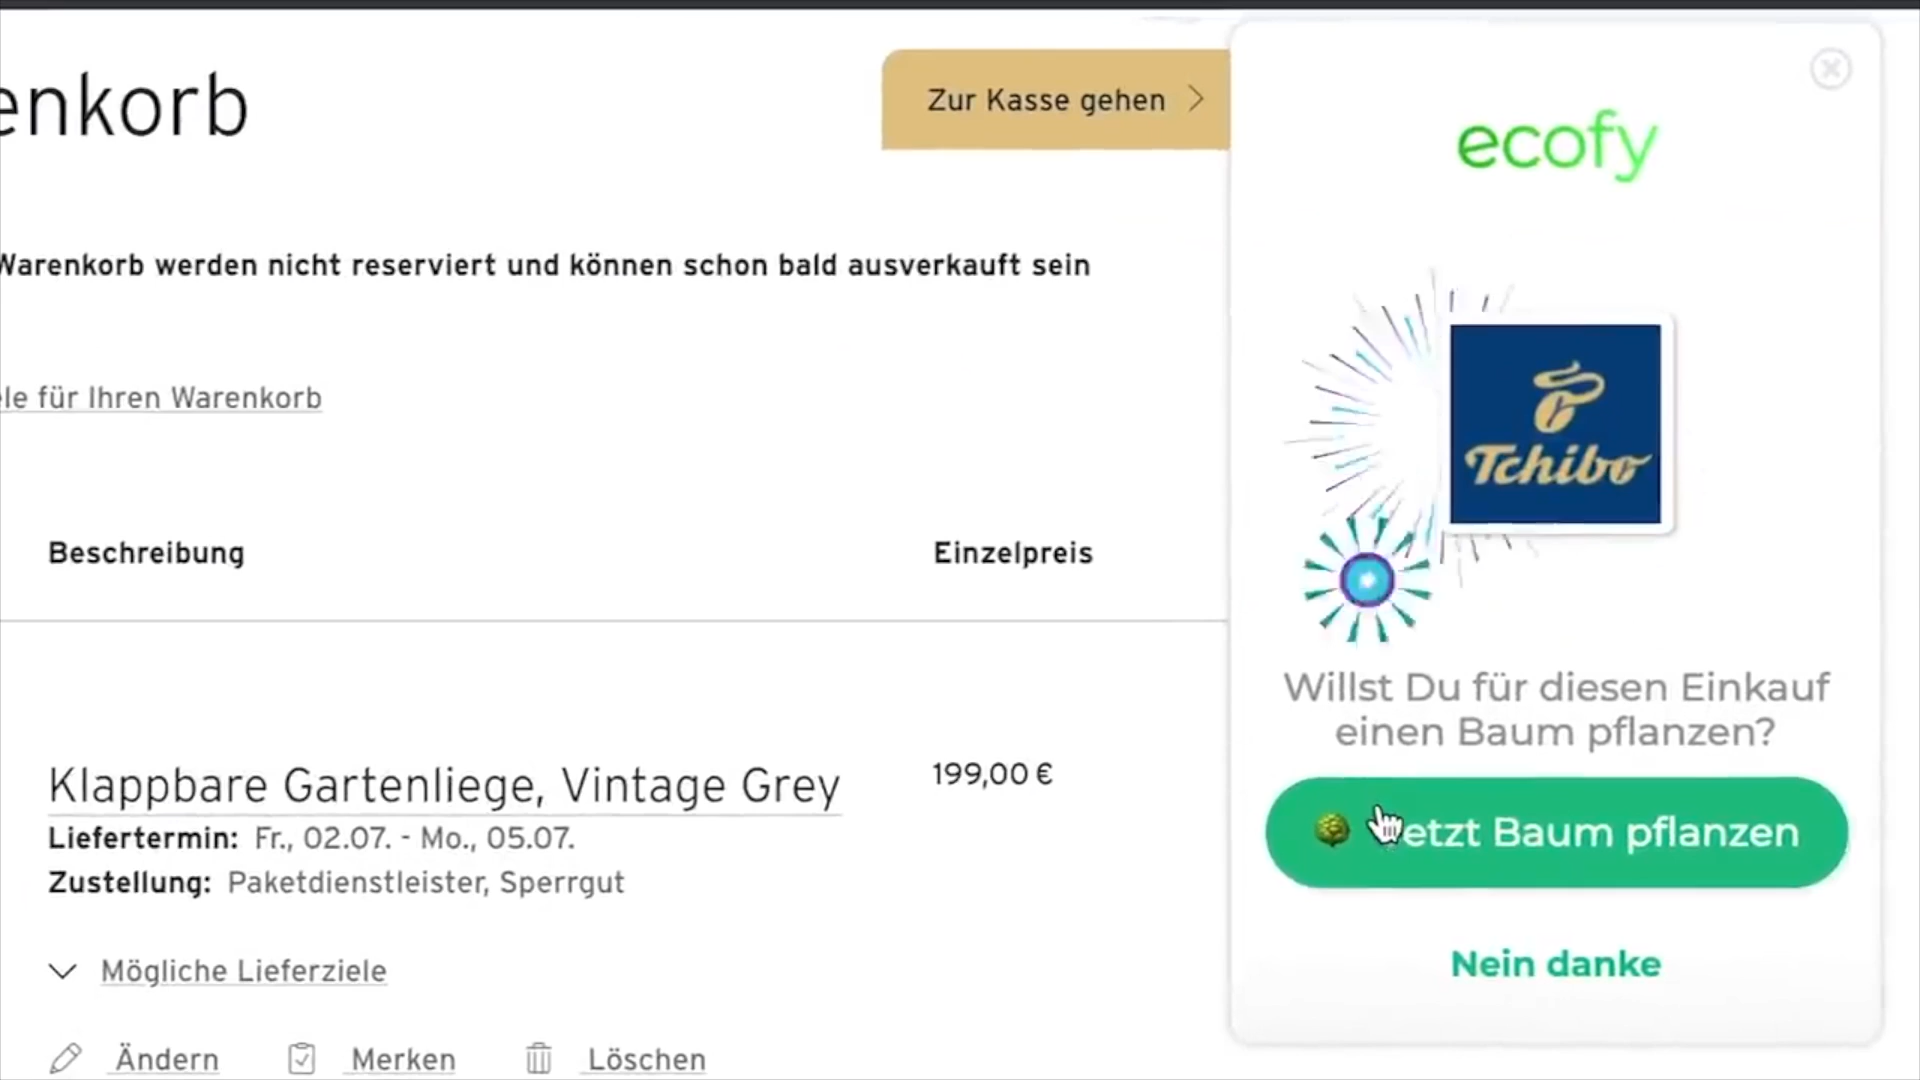 enkorb
Zur Kasse gehen
Warenkorb werden nicht reserviert und können schon bald ausverkauft sein
für Ihren Warenkorb
Beschreibung
Einzelpreis
Klappbare Gartenliege, Vintage Grey
199,00 €
Liefertermin: Fr., 02.07. - Mo., 05.07.
Zustellung: Paketdienstleister, Sperrgut
Mögliche Lieferziele
Ändern
Merken
Löschen
ecofy
Tchibo
Willst Du für diesen Einkauf
einen Baum pflanzen?
etzt Baum pflanzen
Nein danke